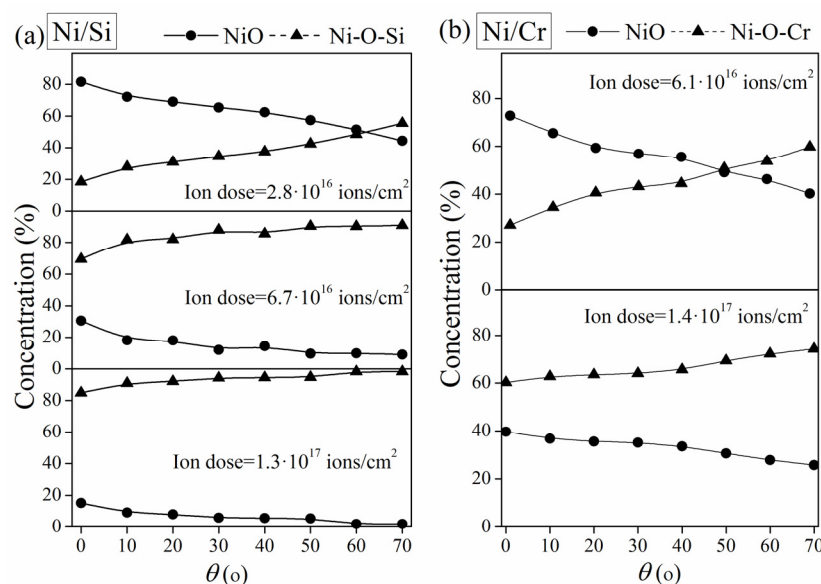 (a) Ni/Si
NiO Ni-O-Si
80
60
40
20
0
Ion dose=2.8·10^16 ions/cm^2
80
60
40
20
0
Ion dose=6.7·10^16 ions/cm^2
80
60
40
20
0
Ion dose=1.3·10^17 ions/cm^2
Concentration (%)
0 10 20 30 40 50 60 70
θ (o)
(b) Ni/Cr
NiO Ni-O-Cr
80
60
40
20
0
Ion dose=6.1·10^16 ions/cm^2
80
60
40
20
0
Ion dose=1.4·10^17 ions/cm^2
Concentration (%)
0 10 20 30 40 50 60 70
θ (o)